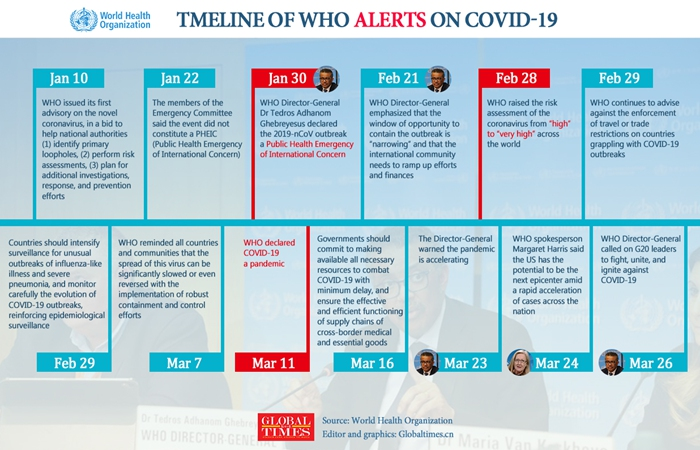 World Health
Organization
TMELINE OF WHO ALERTS ON COVID-19
Jan 10
WHO issued its first
advisory on the novel
coronavirus, in a bid to
help national authorities
(1) identify primary
loopholes, (2) perform risk
assessments, (3) plan for
additional investigations,
response, and prevention
efforts
Jan 22
The members of the
Emergency Committee
said the event did not
constitute a PHEIC
(Public Health Emergency
of International Concern)
Jan 30
WHO Director-General
Dr Tedros Adhanom
Ghebreyesus declared
the 2019-nCoV outbreak
a Public Health Emergency
of International Concern
Feb 21
WHO Director-General
emphasized that the
window of opportunity to
contain the outbreak is
"narrowing" and that the
international community
needs to ramp up efforts
and finances
Feb 28
WHO raised the risk
assessment of the
coronavirus from "high"
to "very high" across
the world
Feb 29
WHO continues to advise
against the enforcement
of travel or trade
restrictions on countries
grappling with COVID-19
outbreaks
Countries should intensify
surveillance for unusual
outbreaks of influenza-like
illness and severe
pneumonia, and monitor
carefully the evolution of
COVID-19 outbreaks,
reinforcing epidemiological
surveillance
Feb 29
WHO reminded all countries
and communities that the
spread of this virus can be
significantly slowed or even
reversed with the
implementation of robust
containment and control
efforts
Mar 7
WHO declared
COVID-19
a pandemic
Mar 11
Governments should
commit to making
available all necessary
resources to combat
COVID-19 with
minimum delay, and
ensure the effective
and efficient functioning
of supply chains of
cross-border medical
and essential goods
Mar 16
The Director-General
warned the pandemic
is accelerating
Mar 23
WHO spokesperson
Margaret Harris said
the US has the
potential to be the
next epicenter amid
a rapid acceleration
of cases across the
nation
Mar 24
WHO Director-General
called on G20 leaders
to fight, unite, and
ignite against
COVID-19
Mar 26
Dr Tedros Adhanom
WHO DIRECTOR-GENERAL
Dr Maria Van
GLOBAL
TIMES
Source: World Health Organization
Editor and graphics: Globaltimes.cn